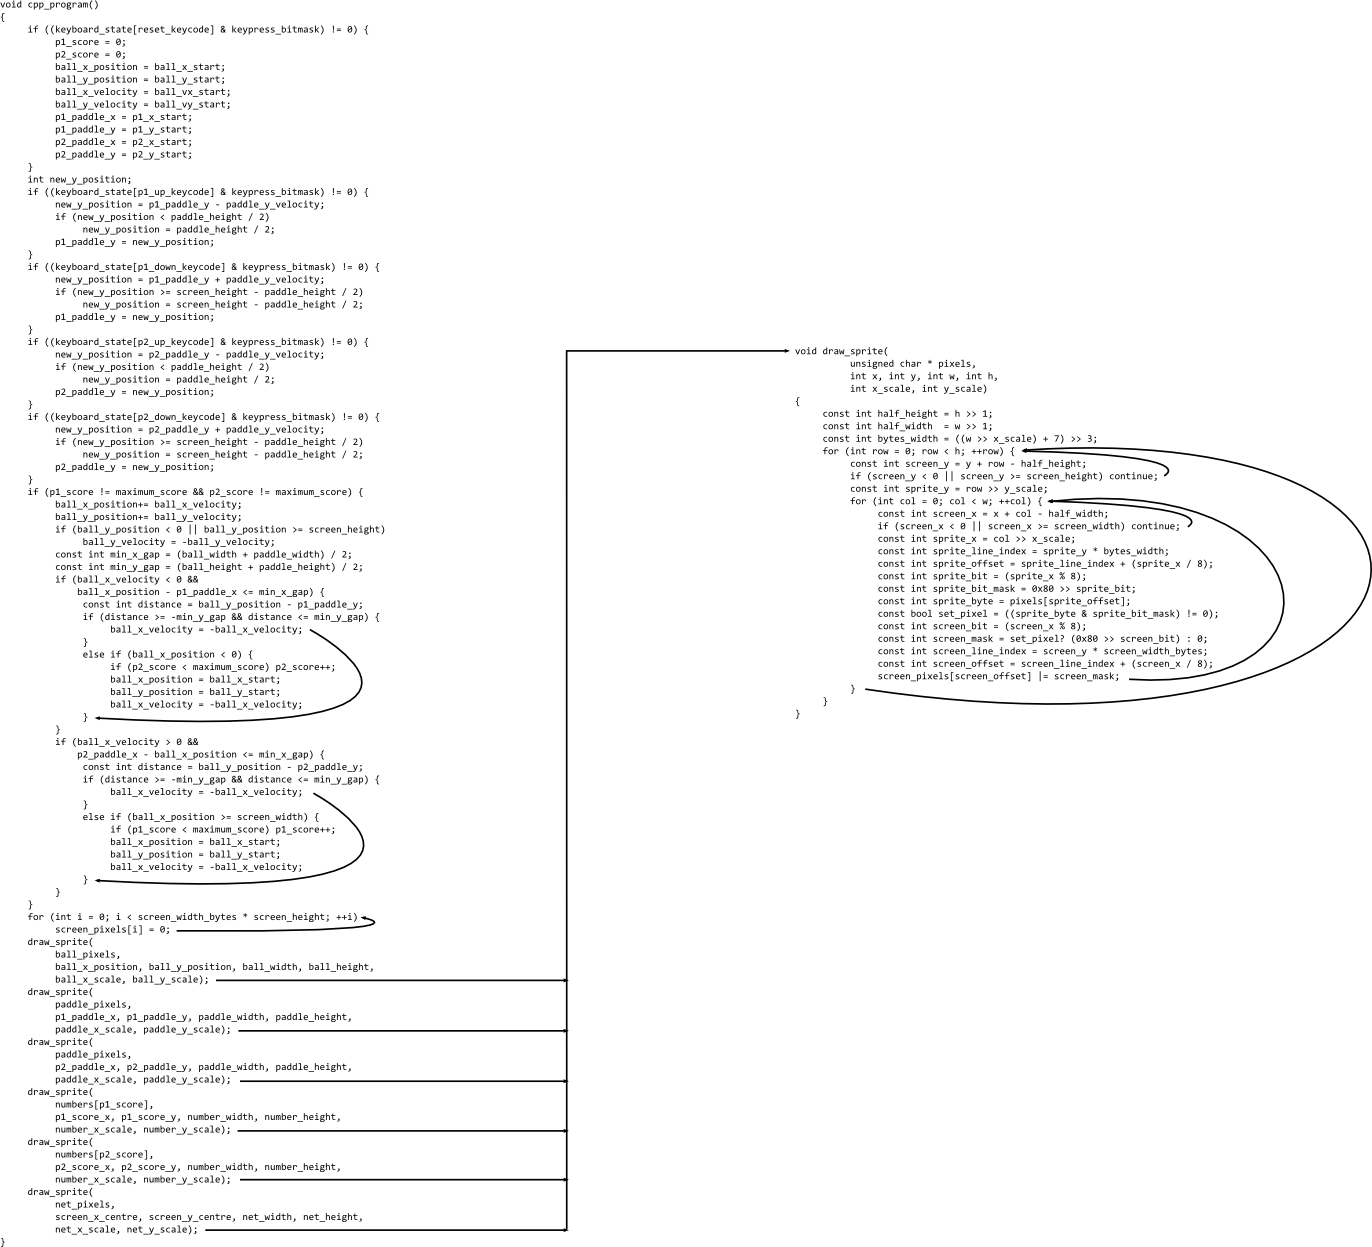 void cpp_program()
{
if ((keyboard_state[reset_keycode] & keypress_bitmask) != 0) {
p1_score = 0;
p2_score = 0;
ball_x_position = ball_x_start;
ball_y_position = ball_y_start;
ball_x_velocity = ball_vx_start;
ball_y_velocity = ball_vy_start;
p1_paddle_x = p1_x_start;
p1_paddle_y = p1_y_start;
p2_paddle_x = p2_x_start;
p2_paddle_y = p2_y_start;
}
int new_y_position;
if ((keyboard_state[p1_up_keycode] & keypress_bitmask) != 0) {
new_y_position = p1_paddle_y - paddle_y_velocity;
if (new_y_position < paddle_height / 2)
new_y_position = paddle_height / 2;
p1_paddle_y = new_y_position;
}
if ((keyboard_state[p1_down_keycode] & keypress_bitmask) != 0) {
new_y_position = p1_paddle_y + paddle_y_velocity;
if (new_y_position >= screen_height - paddle_height / 2)
new_y_position = screen_height - paddle_height / 2;
p1_paddle_y = new_y_position;
}
if ((keyboard_state[p2_up_keycode] & keypress_bitmask) != 0) {
new_y_position = p2_paddle_y - paddle_y_velocity;
if (new_y_position < paddle_height / 2)
new_y_position = paddle_height / 2;
p2_paddle_y = new_y_position;
}
if ((keyboard_state[p2_down_keycode] & keypress_bitmask) != 0) {
new_y_position = p2_paddle_y + paddle_y_velocity;
if (new_y_position >= screen_height - paddle_height / 2)
new_y_position = screen_height - paddle_height / 2;
p2_paddle_y = new_y_position;
}
if (p1_score != maximum_score && p2_score != maximum_score) {
ball_x_position+= ball_x_velocity;
ball_y_position+= ball_y_velocity;
if (ball_y_position < 0 || ball_y_position >= screen_height)
ball_y_velocity = -ball_y_velocity;
const int min_x_gap = (ball_width + paddle_width) / 2;
const int min_y_gap = (ball_height + paddle_height) / 2;
if (ball_x_velocity < 0 &&
ball_x_position - p1_paddle_x <= min_x_gap) {
const int distance = ball_y_position - p1_paddle_y;
if (distance >= -min_y_gap && distance <= min_y_gap) {
ball_x_velocity = -ball_x_velocity;
}
else if (ball_x_position < 0) {
if (p2_score < maximum_score) p2_score++;
ball_x_position = ball_x_start;
ball_y_position = ball_y_start;
ball_x_velocity = -ball_x_velocity;
}
}
if (ball_x_velocity > 0 &&
p2_paddle_x - ball_x_position <= min_x_gap) {
const int distance = ball_y_position - p2_paddle_y;
if (distance >= -min_y_gap && distance <= min_y_gap) {
ball_x_velocity = -ball_x_velocity;
}
else if (ball_x_position >= screen_width) {
if (p1_score < maximum_score) p1_score++;
ball_x_position = ball_x_start;
ball_y_position = ball_y_start;
ball_x_velocity = -ball_x_velocity;
}
}
}
for (int i = 0; i < screen_width_bytes * screen_height; ++i)
screen_pixels[i] = 0;
draw_sprite(
ball_pixels,
ball_x_position, ball_y_position, ball_width, ball_height,
ball_x_scale, ball_y_scale);
draw_sprite(
paddle_pixels,
p1_paddle_x, p1_paddle_y, paddle_width, paddle_height,
paddle_x_scale, paddle_y_scale);
draw_sprite(
paddle_pixels,
p2_paddle_x, p2_paddle_y, paddle_width, paddle_height,
paddle_x_scale, paddle_y_scale);
draw_sprite(
numbers[p1_score],
p1_score_x, p1_score_y, number_width, number_height,
number_x_scale, number_y_scale);
draw_sprite(
numbers[p2_score],
p2_score_x, p2_score_y, number_width, number_height,
number_x_scale, number_y_scale);
draw_sprite(
net_pixels,
screen_x_centre, screen_y_centre, net_width, net_height,
net_x_scale, net_y_scale);
}
void draw_sprite(
unsigned char * pixels,
int x, int y, int w, int h,
int x_scale, int y_scale)
{
const int half_height = h >> 1;
const int half_width  = w >> 1;
const int bytes_width = ((w >> x_scale) + 7) >> 3;
for (int row = 0; row < h; ++row) {
const int screen_y = y + row - half_height;
if (screen_y < 0 || screen_y >= screen_height) continue;
const int sprite_y = row >> y_scale;
for (int col = 0; col < w; ++col) {
const int screen_x = x + col - half_width;
if (screen_x < 0 || screen_x >= screen_width) continue;
const int sprite_x = col >> x_scale;
const int sprite_line_index = sprite_y * bytes_width;
const int sprite_offset = sprite_line_index + (sprite_x / 8);
const int sprite_bit = (sprite_x % 8);
const int sprite_bit_mask = 0x80 >> sprite_bit;
const int sprite_byte = pixels[sprite_offset];
const bool set_pixel = ((sprite_byte & sprite_bit_mask) != 0);
const int screen_bit = (screen_x % 8);
const int screen_mask = set_pixel? (0x80 >> screen_bit) : 0;
const int screen_line_index = screen_y * screen_width_bytes;
const int screen_offset = screen_line_index + (screen_x / 8);
screen_pixels[screen_offset] |= screen_mask;
}
}
}